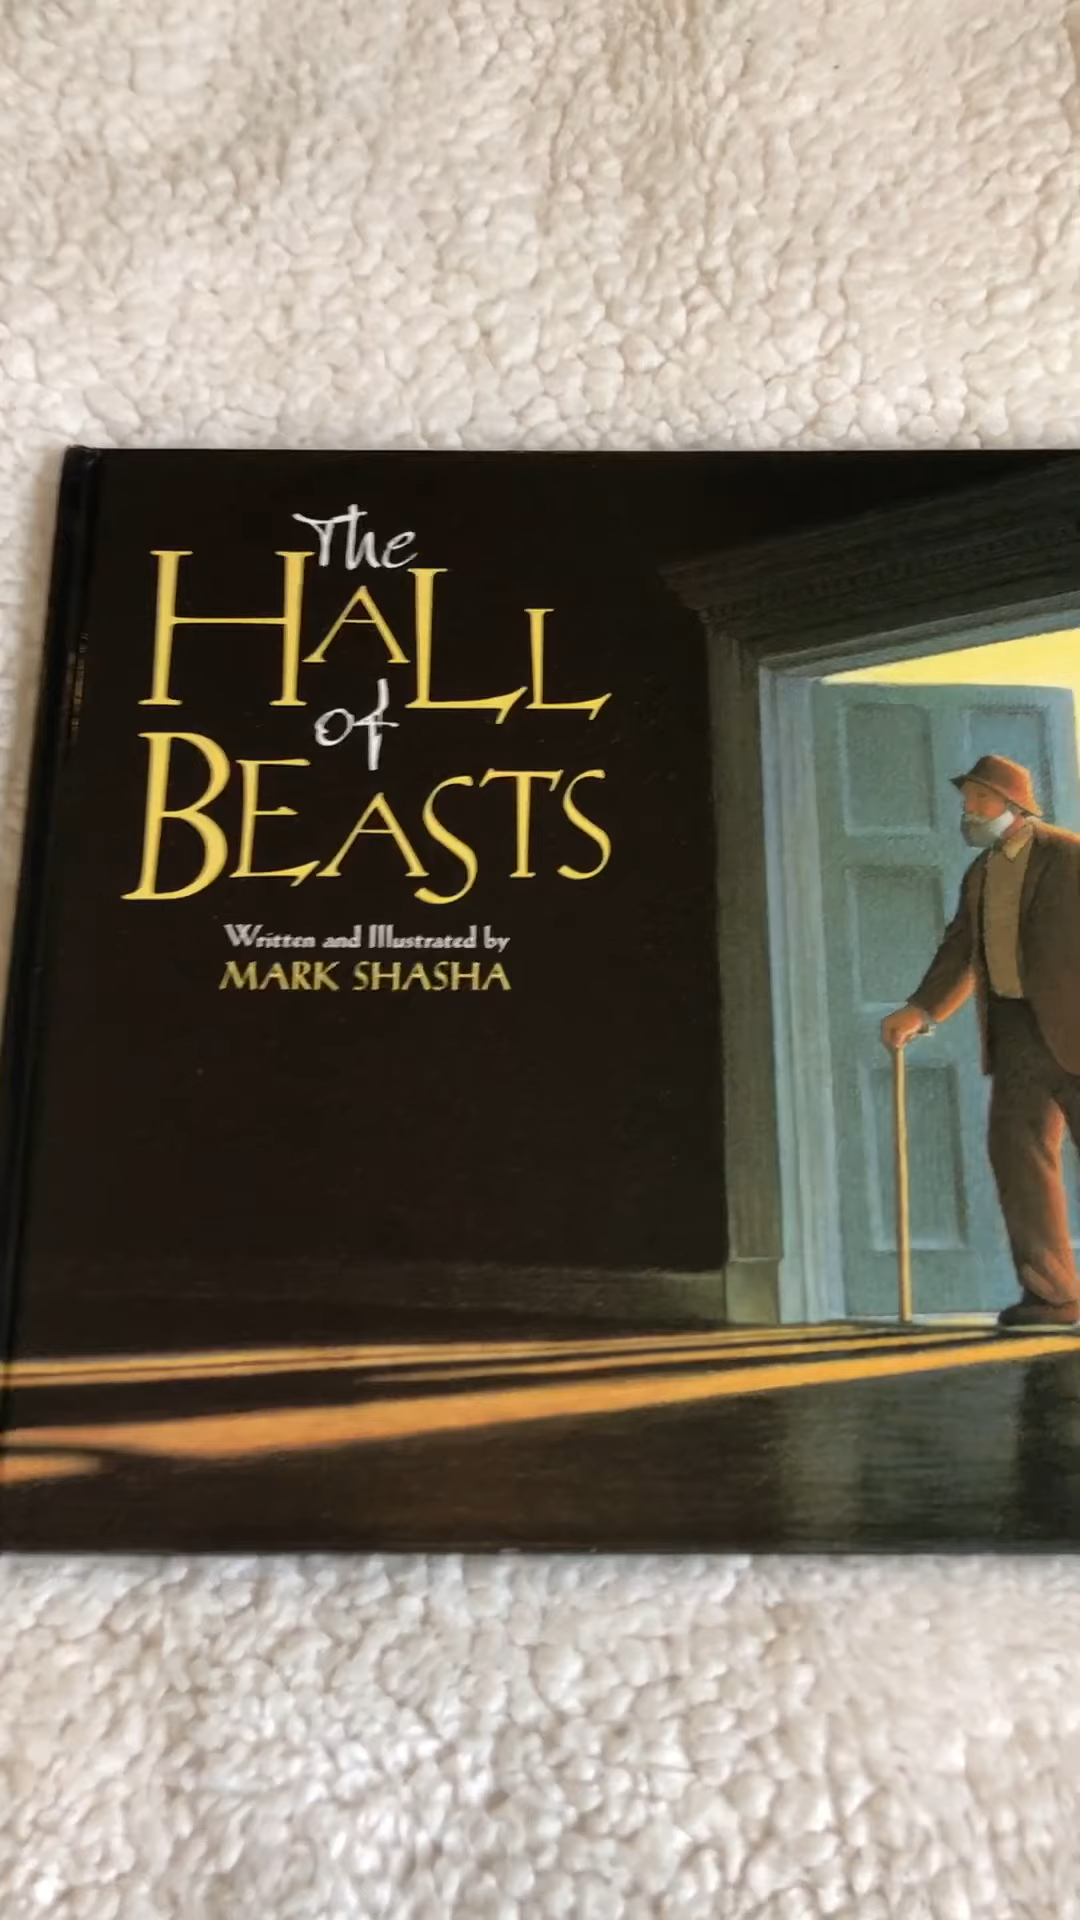 The
HALL
of
BEASTS
Written and Illustrated by
MARK SHASHA